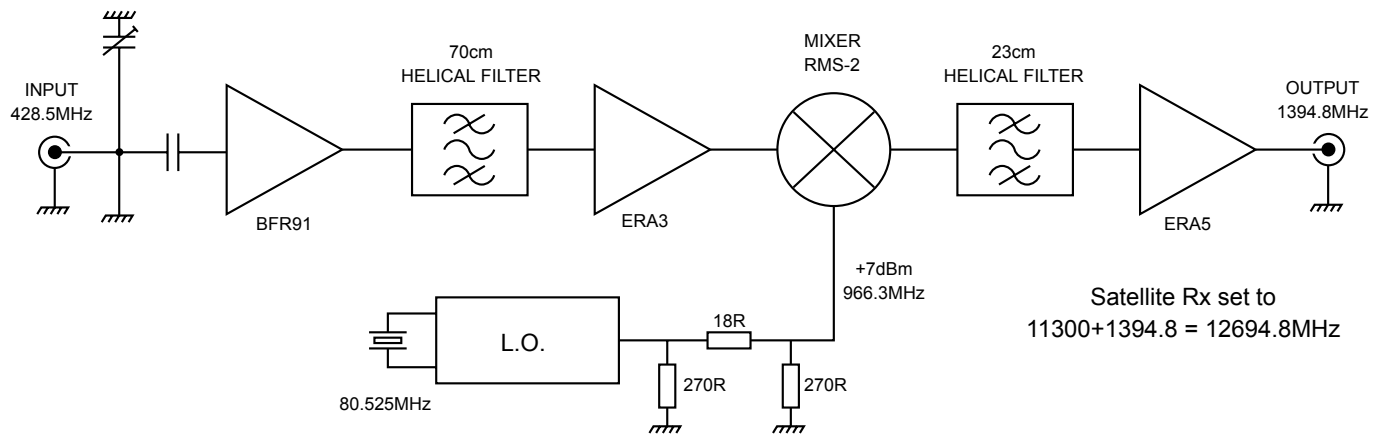 INPUT
428.5MHz
BFR91
70cm
HELICAL FILTER
ERA3
MIXER
RMS-2
23cm
HELICAL FILTER
ERA5
OUTPUT
1394.8MHz
+7dBm
966.3MHz
L.O.
80.525MHz
18R
270R
270R
Satellite Rx set to
11300+1394.8 = 12694.8MHz